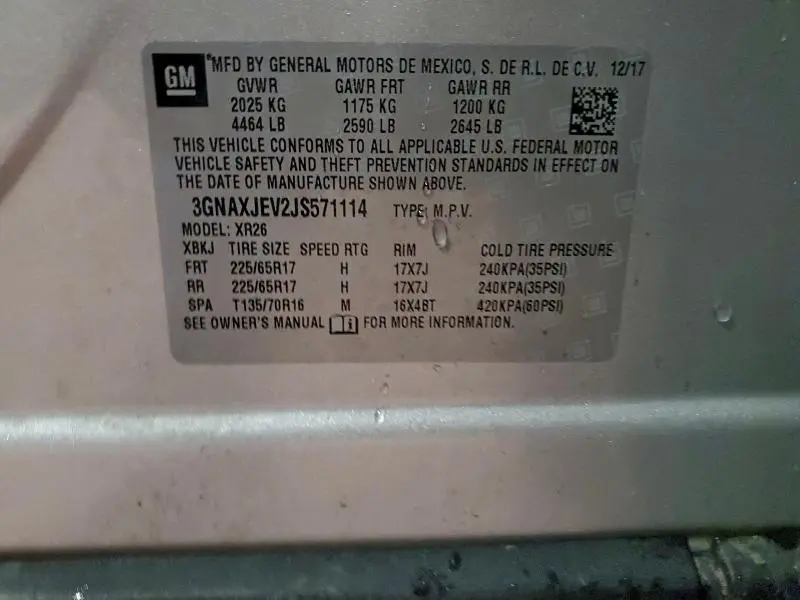 GM
*MFD BY GENERAL MOTORS DE MEXICO, S. DE R.L. DE C.V. 12/17
GVWR GAWR FRT GAWR RR
2025 KG 1175 KG 1200 KG
4464 LB 2590 LB 2645 LB
THIS VEHICLE CONFORMS TO ALL APPLICABLE U.S. FEDERAL MOTOR
VEHICLE SAFETY AND THEFT PREVENTION STANDARDS IN EFFECT ON
THE DATE OF MANUFACTURE SHOWN ABOVE.
3GNAXJEV2JS571114 TYPE: M.P.V.
MODEL: XR26
XBKJ TIRE SIZE SPEED RTG RIM COLD TIRE PRESSURE
FRT 225/65R17 H 17X7J 240KPA(35PSI)
RR 225/65R17 H 17X7J 240KPA(35PSI)
SPA T135/70R16 M 16X4BT 420KPA(60PSI)
SEE OWNER'S MANUAL FOR MORE INFORMATION.